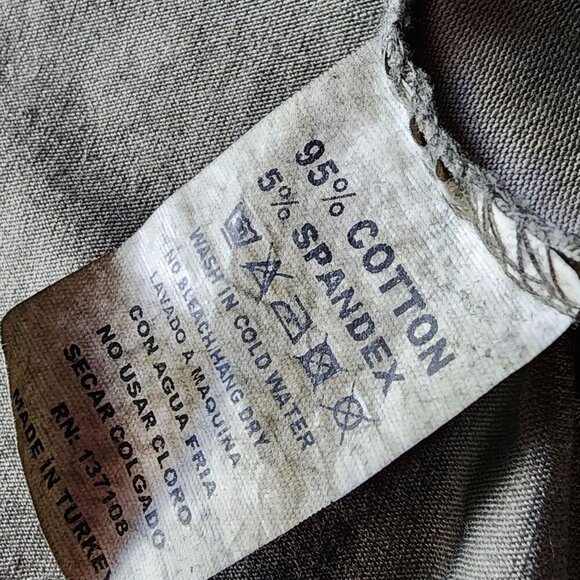 95% COTTON
5% SPANDEX
WASH IN COLD WATER
NO BLEACH/HANG DRY
LAVADO A MAQUINA
CON AGUA FRIA
NO USAR CLORO
SECAR COLGADO
RN: 137108
MADE IN TURKEY